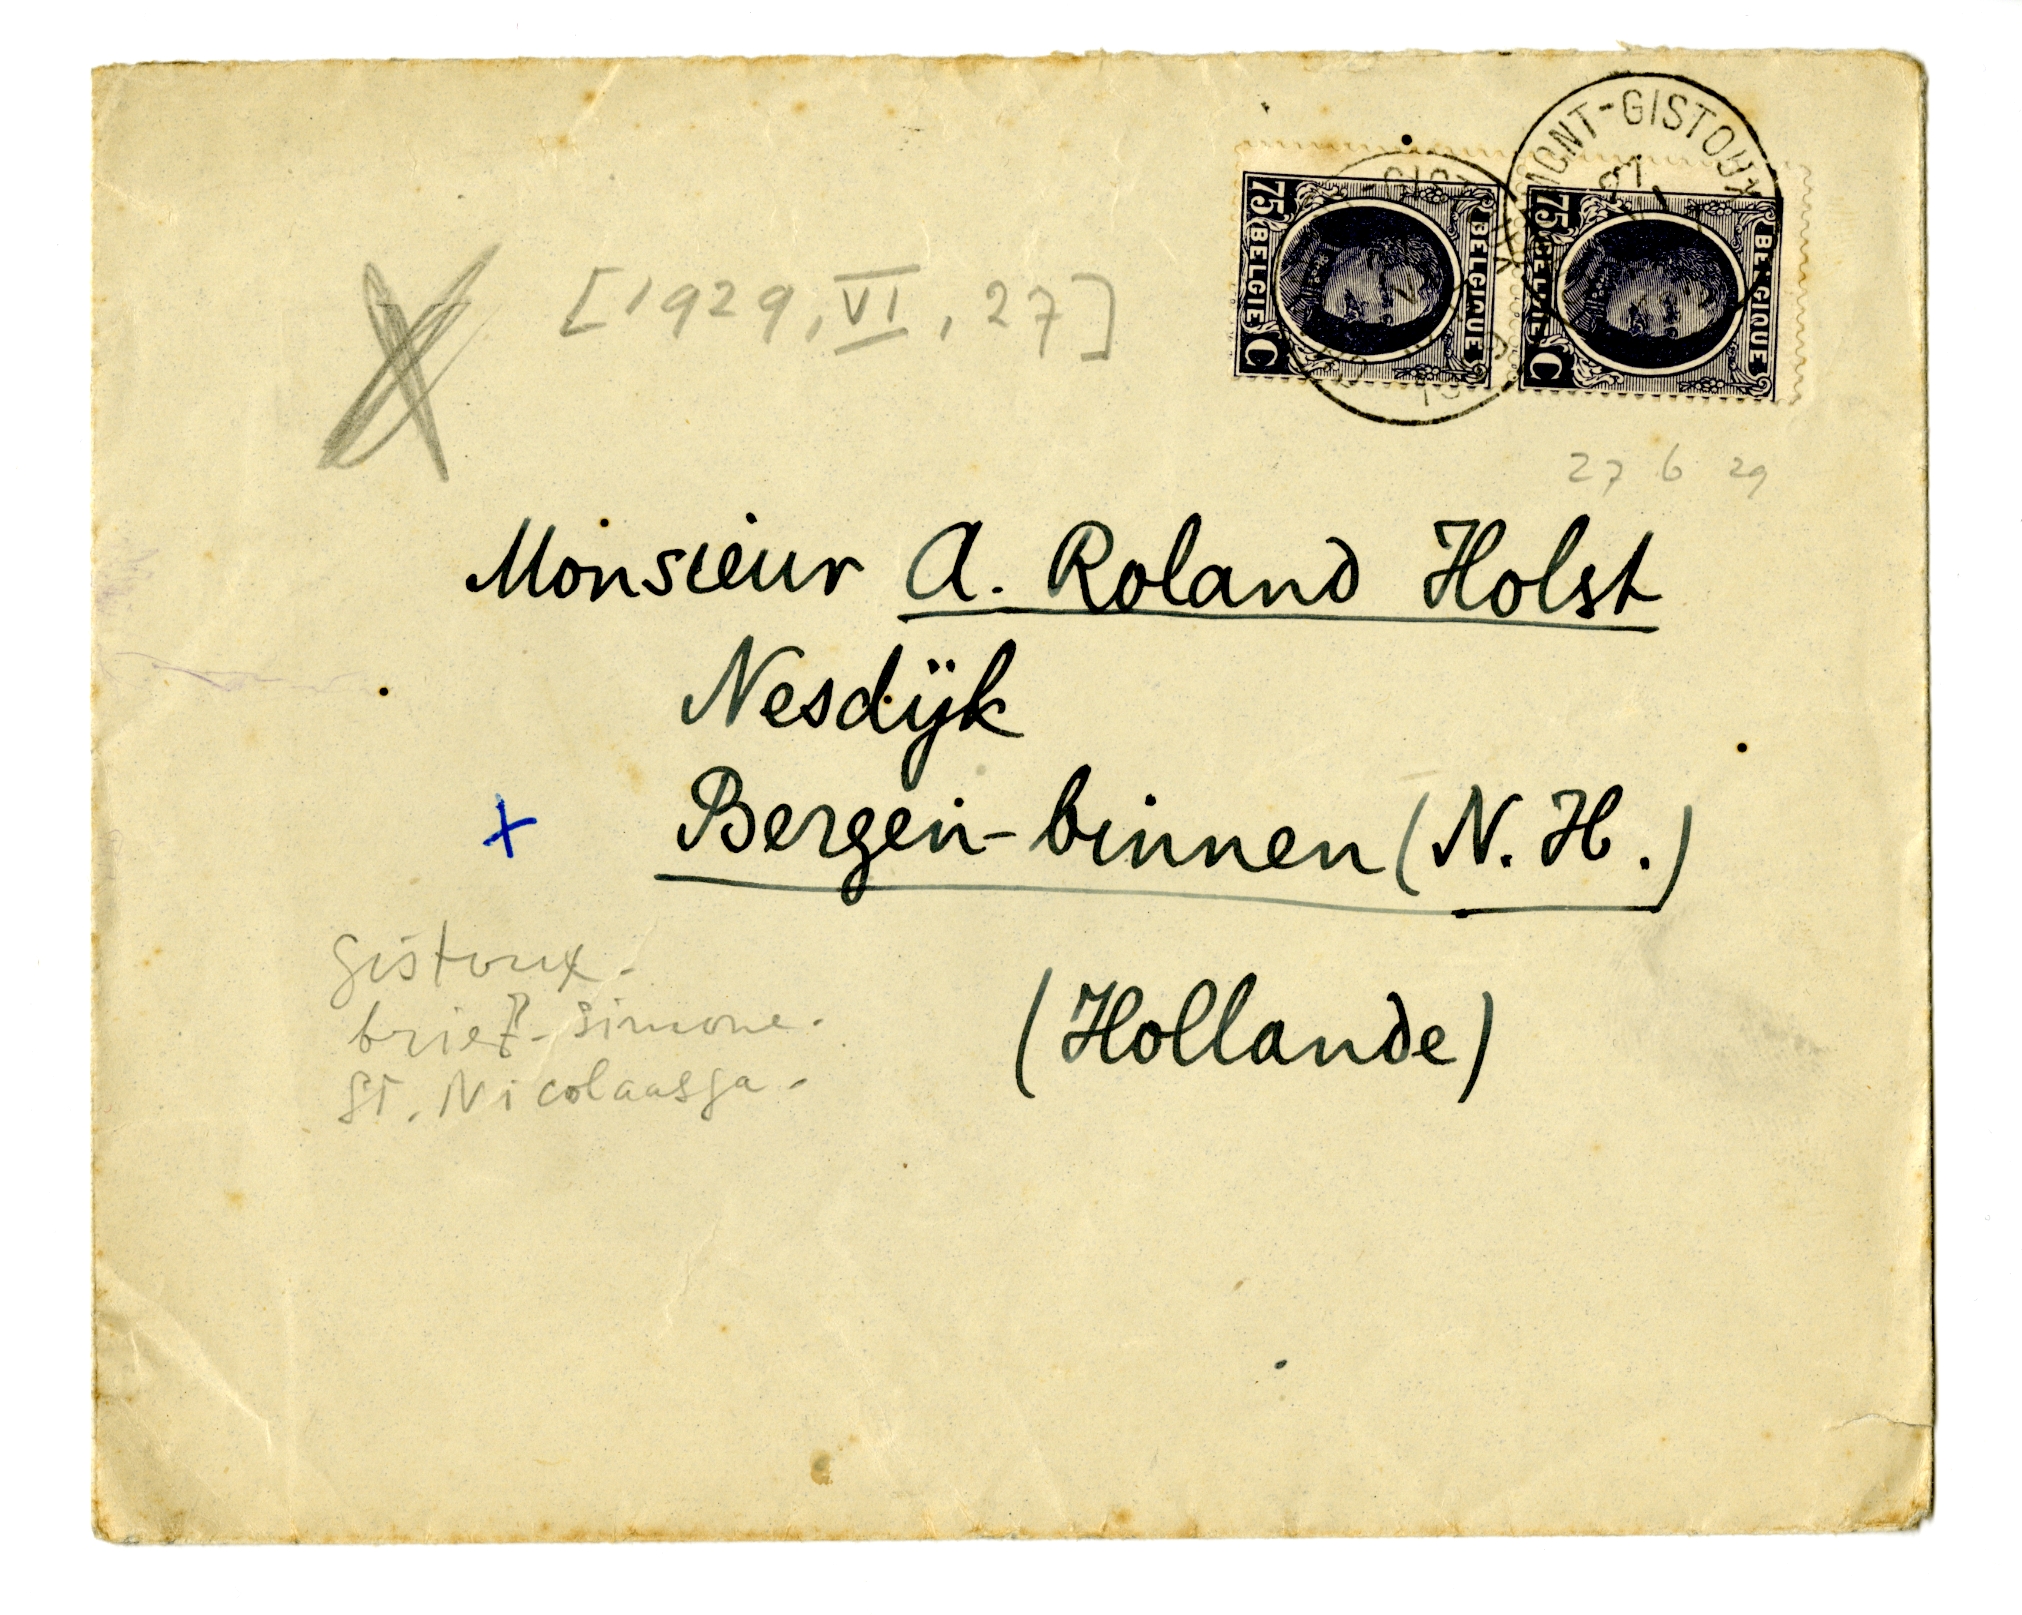 MONT-GISTOUX
75 BELGIQUE BELGIE C
75 BELGIQUE BELGIE C
[1929, VI, 27]
27 6 29
Monsieur A. Roland Holst
Nesdÿk
Bergen-binnen (N.H.)
(Hollande)
Gistoux.
brief - Simone.
St. Nicolaasga.